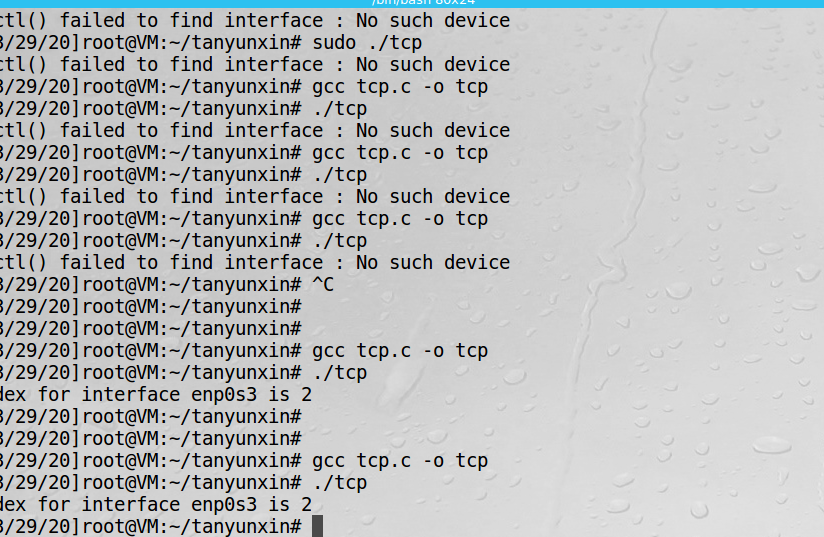 /bin/bash 80x24
ctl() failed to find interface : No such device
3/29/20]root@VM:~/tanyunxin# sudo ./tcp
ctl() failed to find interface : No such device
3/29/20]root@VM:~/tanyunxin# gcc tcp.c -o tcp
3/29/20]root@VM:~/tanyunxin# ./tcp
ctl() failed to find interface : No such device
3/29/20]root@VM:~/tanyunxin# gcc tcp.c -o tcp
3/29/20]root@VM:~/tanyunxin# ./tcp
ctl() failed to find interface : No such device
3/29/20]root@VM:~/tanyunxin# gcc tcp.c -o tcp
3/29/20]root@VM:~/tanyunxin# ./tcp
ctl() failed to find interface : No such device
3/29/20]root@VM:~/tanyunxin# ^C
3/29/20]root@VM:~/tanyunxin#
3/29/20]root@VM:~/tanyunxin#
3/29/20]root@VM:~/tanyunxin# gcc tcp.c -o tcp
3/29/20]root@VM:~/tanyunxin# ./tcp
dex for interface enp0s3 is 2
3/29/20]root@VM:~/tanyunxin#
3/29/20]root@VM:~/tanyunxin#
3/29/20]root@VM:~/tanyunxin# gcc tcp.c -o tcp
3/29/20]root@VM:~/tanyunxin# ./tcp
dex for interface enp0s3 is 2
3/29/20]root@VM:~/tanyunxin#